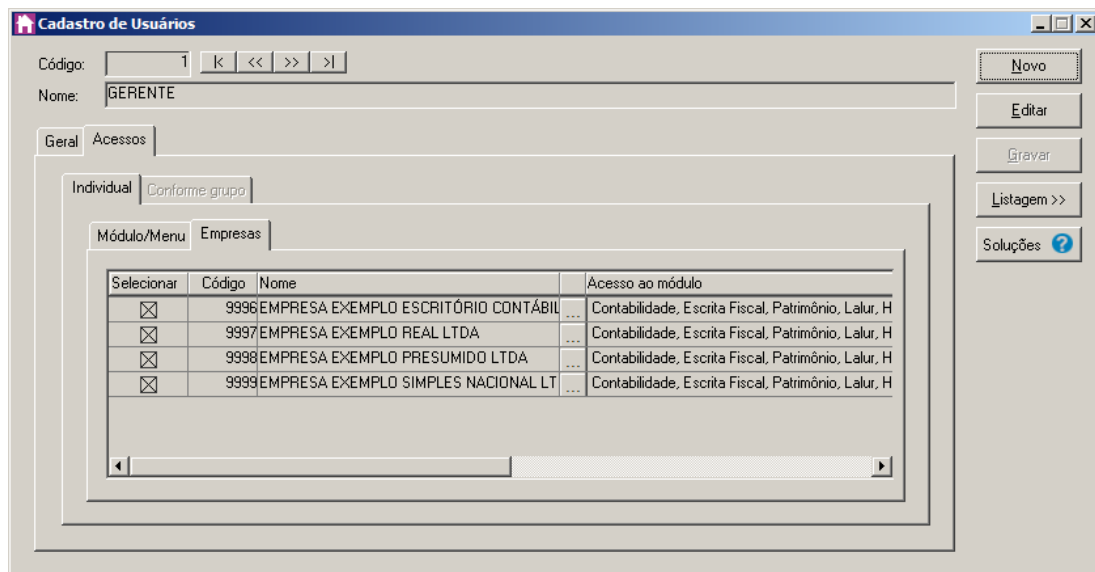 Cadastro de Usuários
Código: 1 |< << >> >|
Novo
Nome: GERENTE
Editar
Geral Acessos
Gravar
Individual Conforme grupo
Listagem >>
Módulo/Menu Empresas
Soluções ?
Selecionar Código Nome Acesso ao módulo
9996 EMPRESA EXEMPLO ESCRITÓRIO CONTÁBIL ... Contabilidade, Escrita Fiscal, Patrimônio, Lalur, H
9997 EMPRESA EXEMPLO REAL LTDA ... Contabilidade, Escrita Fiscal, Patrimônio, Lalur, H
9998 EMPRESA EXEMPLO PRESUMIDO LTDA ... Contabilidade, Escrita Fiscal, Patrimônio, Lalur, H
9999 EMPRESA EXEMPLO SIMPLES NACIONAL LT ... Contabilidade, Escrita Fiscal, Patrimônio, Lalur, H